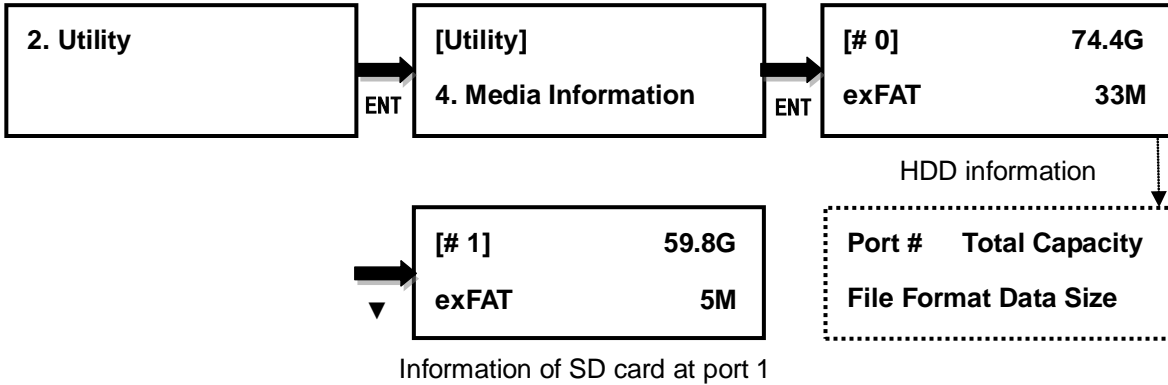 2. Utility
ENT
[Utility]
4. Media Information
ENT
[# 0] 74.4G
exFAT 33M
HDD information
Port # Total Capacity
File Format Data Size
▼
[# 1] 59.8G
exFAT 5M
Information of SD card at port 1